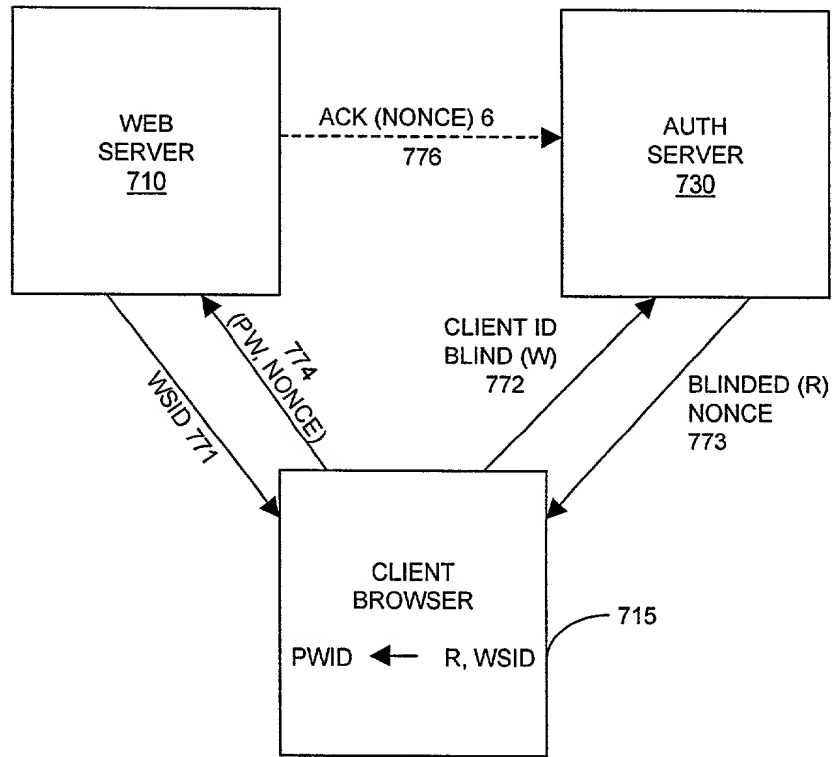 WEB
SERVER
710
ACK (NONCE) 6
776
AUTH
SERVER
730
WSID 771
774
(PW, NONCE)
CLIENT ID
BLIND (W)
772
BLINDED (R)
NONCE
773
CLIENT
BROWSER
PWID
R, WSID
715